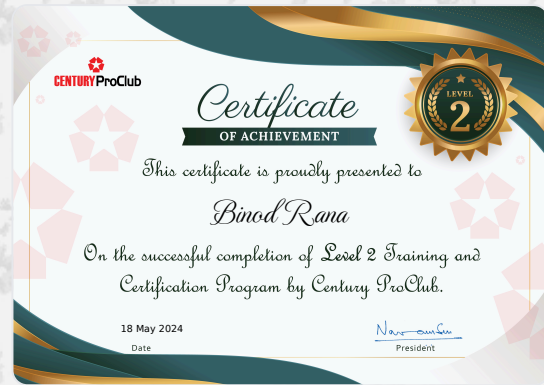 CENTURY ProClub
Certificate
OF ACHIEVEMENT
LEVEL
2
This certificate is proudly presented to
Binod Rana
On the successful completion of Level 2 Training and
Certification Program by Century ProClub.
18 May 2024
Date
President